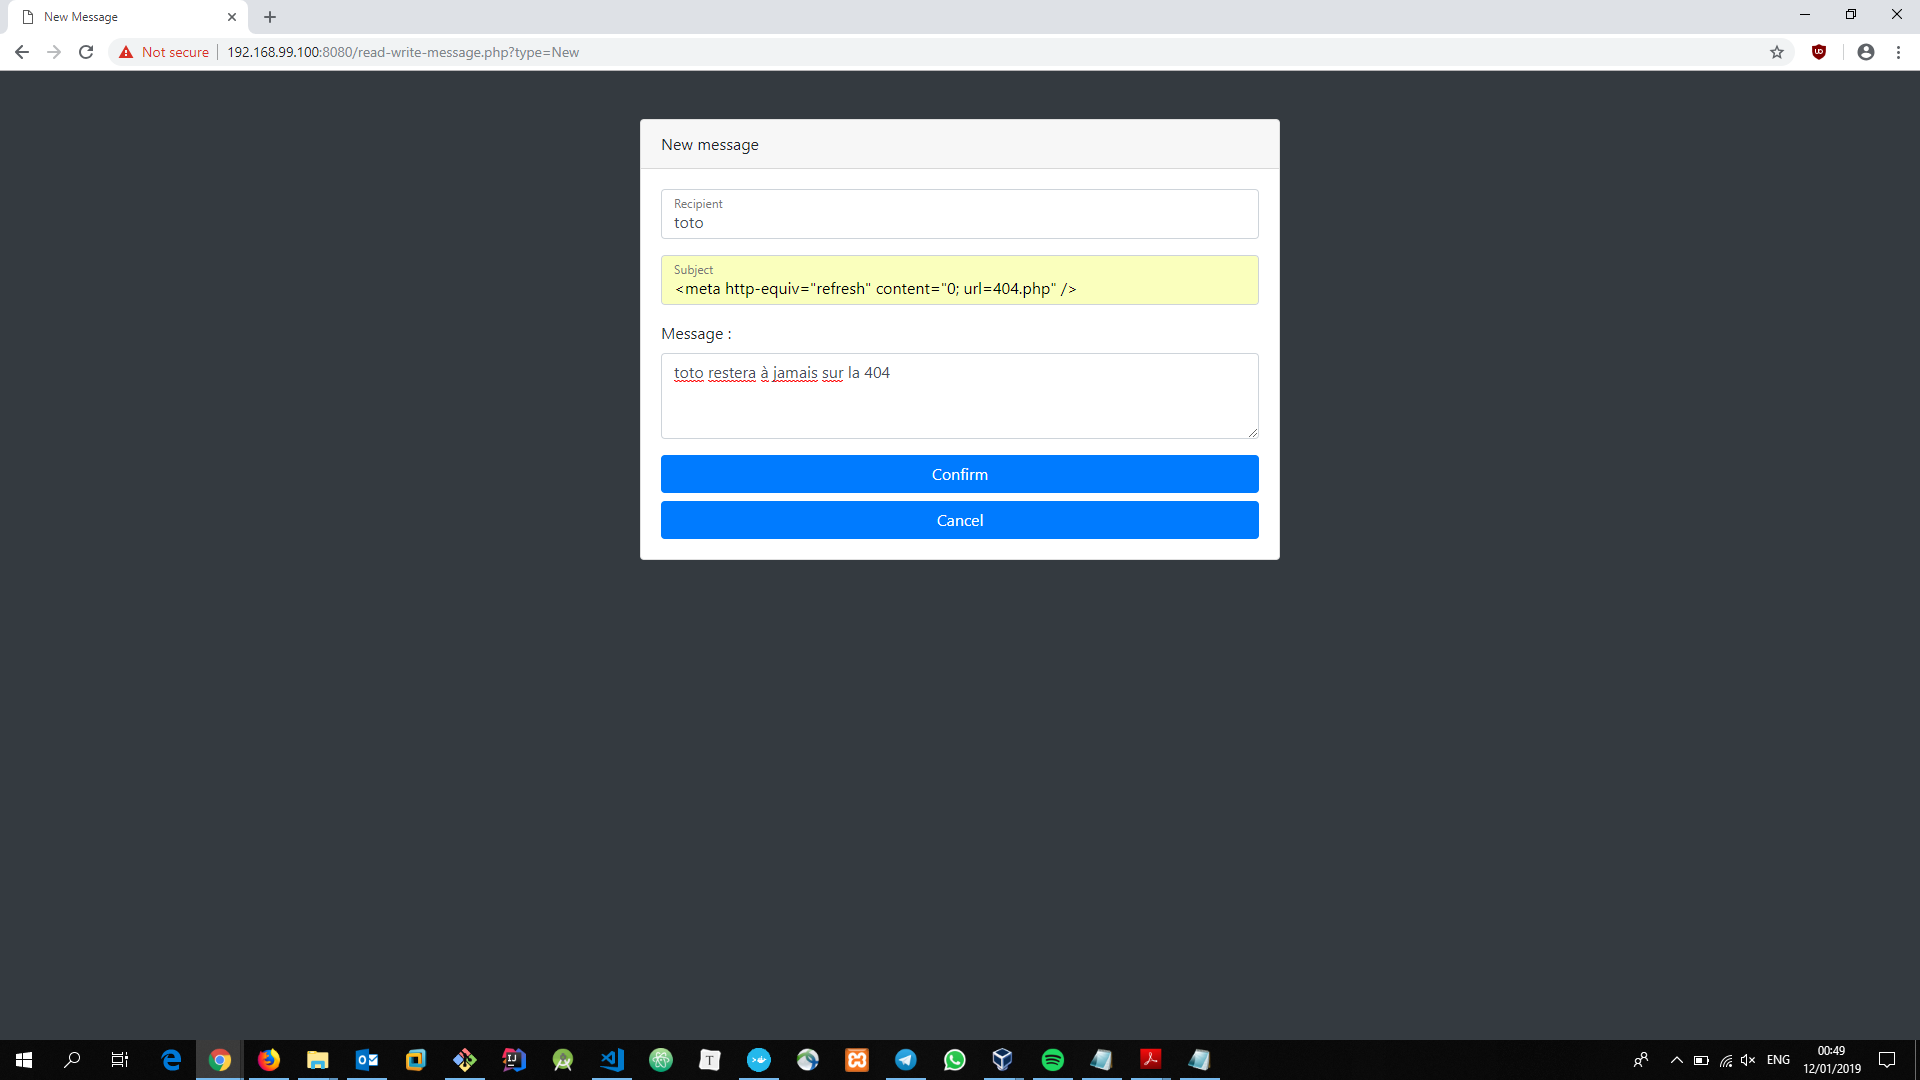 New Message
Not secure
192.168.99.100:8080/read-write-message.php?type=New
New message
Recipient
toto
Subject
<meta http-equiv="refresh" content="0; url=404.php" />
Message :
toto restera à jamais sur la 404
Confirm
Cancel
ENG
00:49
12/01/2019